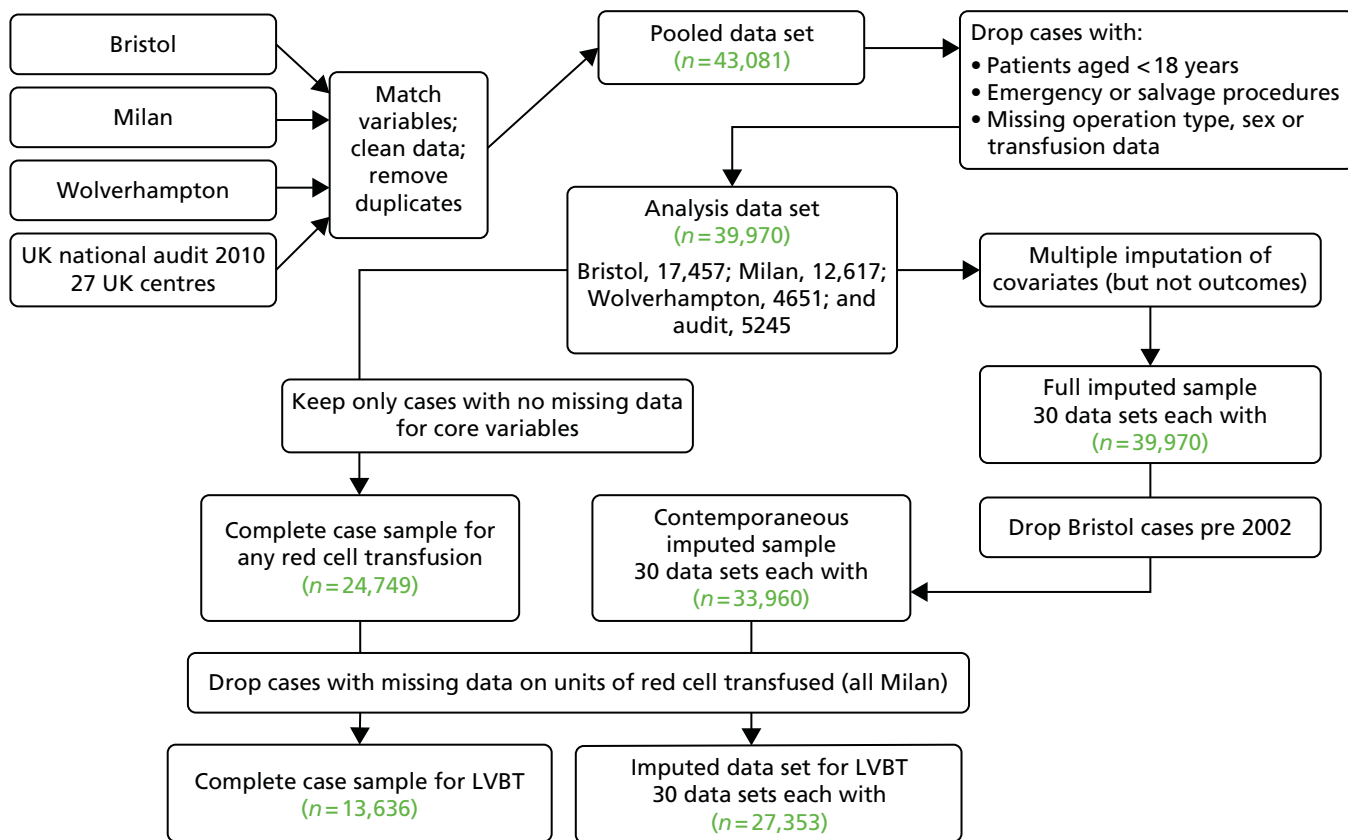 Bristol
Milan
Wolverhampton
UK national audit 2010
27 UK centres
Match
variables;
clean data;
remove
duplicates
Pooled data set
(n=43,081)
Drop cases with:
• Patients aged <18 years
• Emergency or salvage procedures
• Missing operation type, sex or
transfusion data
Analysis data set
(n=39,970)
Bristol, 17,457; Milan, 12,617;
Wolverhampton, 4651; and
audit, 5245
Multiple imputation of
covariates (but not outcomes)
Full imputed sample
30 data sets each with
(n=39,970)
Drop Bristol cases pre 2002
Keep only cases with no missing data
for core variables
Complete case sample for
any red cell transfusion
(n=24,749)
Contemporaneous
imputed sample
30 data sets each with
(n=33,960)
Drop cases with missing data on units of red cell transfused (all Milan)
Complete case sample for LVBT
(n=13,636)
Imputed data set for LVBT
30 data sets each with
(n=27,353)